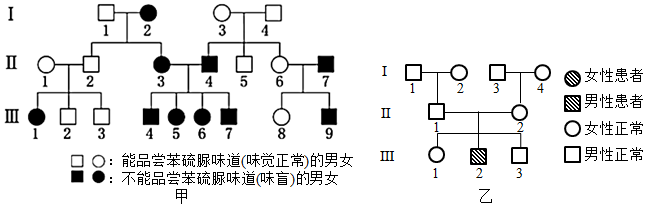 Ⅰ
1 2 3 4
Ⅱ
1 2 3 4 5 6 7
Ⅲ
1 2 3 4 5 6 7 8 9
□○：能品尝苯硫脲味道(味觉正常)的男女
■●：不能品尝苯硫脲味道(味盲)的男女
甲
Ⅰ
1 2 3 4
Ⅱ
1 2
Ⅲ
1 2 3
乙
女性患者
男性患者
女性正常
男性正常